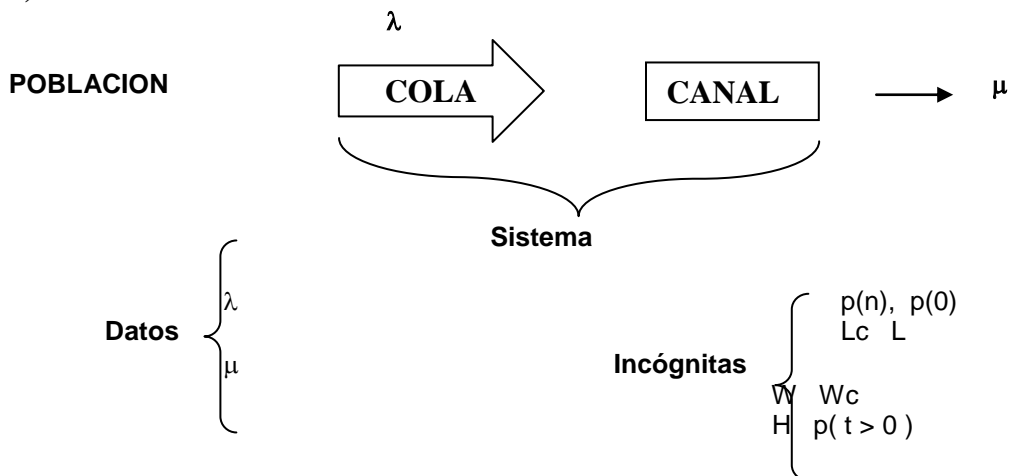 λ
POBLACION COLA CANAL μ
Sistema
Datos
λ
μ
Incógnitas
p(n), p(0)
Lc L
W Wc
H p( t > 0 )